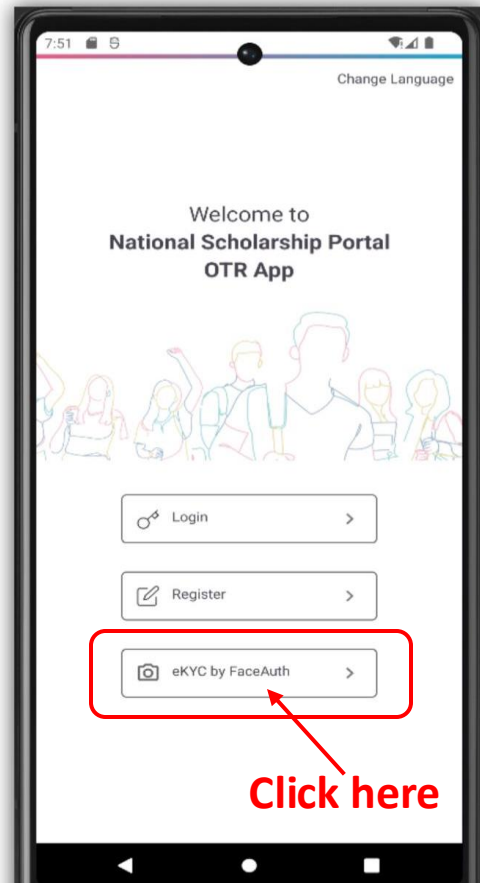 7:51
Change Language
Welcome to
National Scholarship Portal
OTR App
Login
Register
eKYC by FaceAuth
Click here